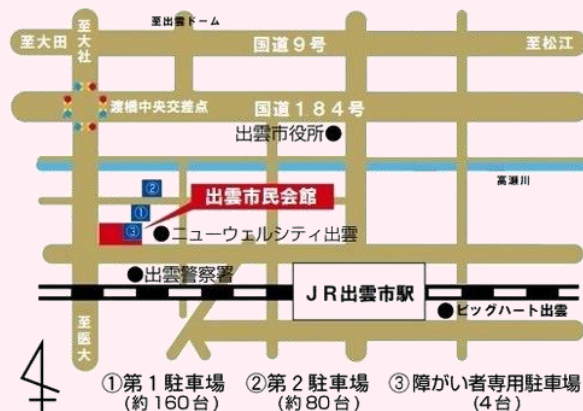 至出雲ドーム
至大田
至大社
国道9号
至松江
渡橋中央交差点
国道184号
出雲市役所
高瀬川
②
出雲市民会館
①
③
ニューウェルシティ出雲
出雲警察署
JR出雲市駅
ビッグハート出雲
至医大
①第1駐車場
(約160台)
②第2駐車場
(約80台)
③障がい者専用駐車場
(4台)